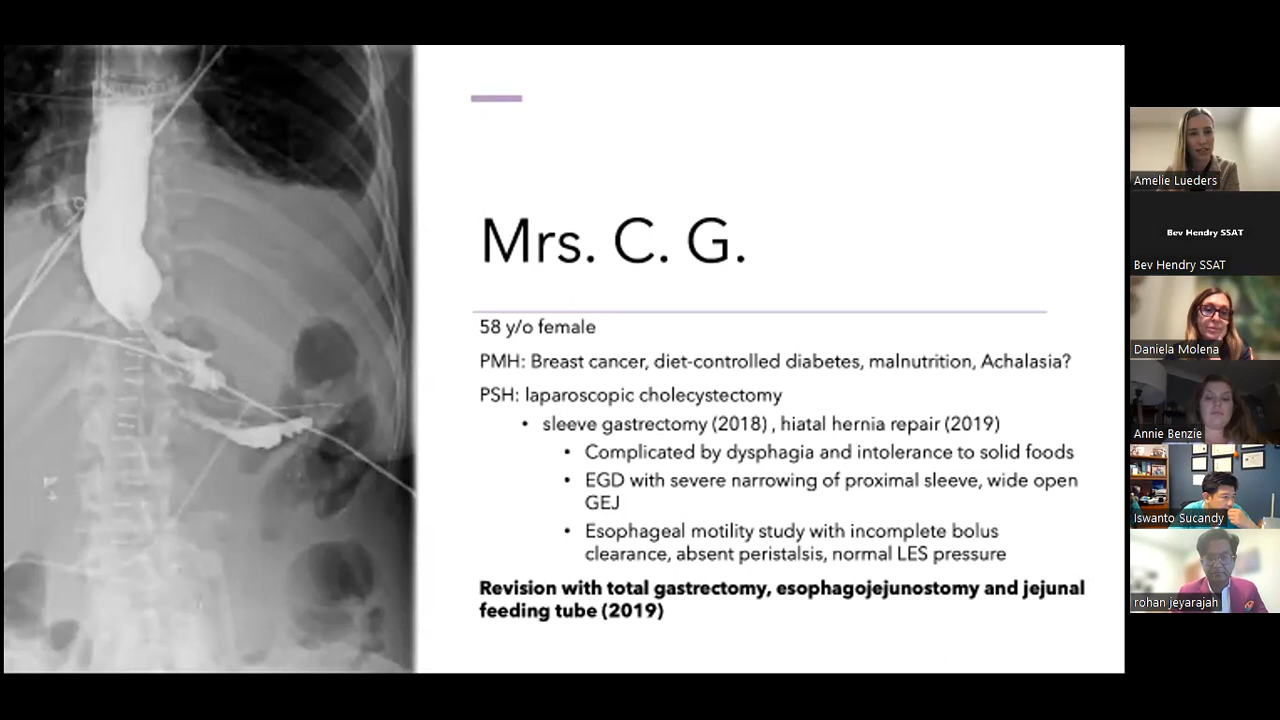 Mrs. C. G.
58 y/o female
PMH: Breast cancer, diet-controlled diabetes, malnutrition, Achalasia?
PSH: laparoscopic cholecystectomy
• sleeve gastrectomy (2018) , hiatal hernia repair (2019)
• Complicated by dysphagia and intolerance to solid foods
• EGD with severe narrowing of proximal sleeve, wide open
GEJ
• Esophageal motility study with incomplete bolus
clearance, absent peristalsis, normal LES pressure
Revision with total gastrectomy, esophagojejunostomy and jejunal
feeding tube (2019)
Amelie Lueders
Bev Hendry SSAT
Bev Hendry SSAT
Daniela Molena
Annie Benzie
Iswanto Sucandy
rohan jeyarajah